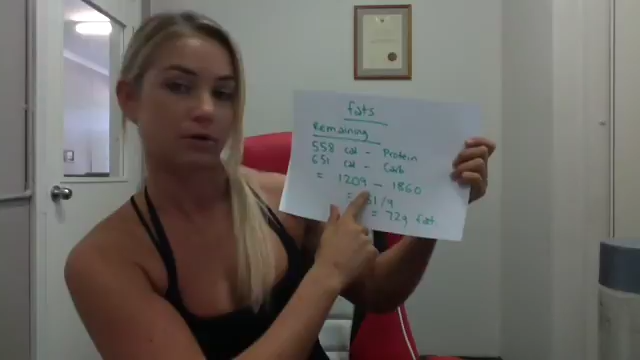 fats
Remaining
558 cal - Protein
651 cal - Carb
= 1209 - 1860
= 51/9
= 72g fat